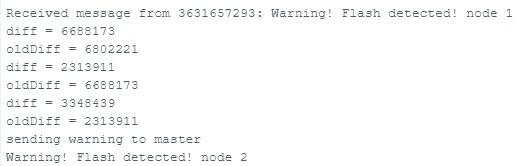 Received message from 3631657293: Warning! Flash detected! node 1
diff = 6688173
oldDiff = 6802221
diff = 2313911
oldDiff = 6688173
diff = 3348439
oldDiff = 2313911
sending warning to master
Warning! Flash detected! node 2